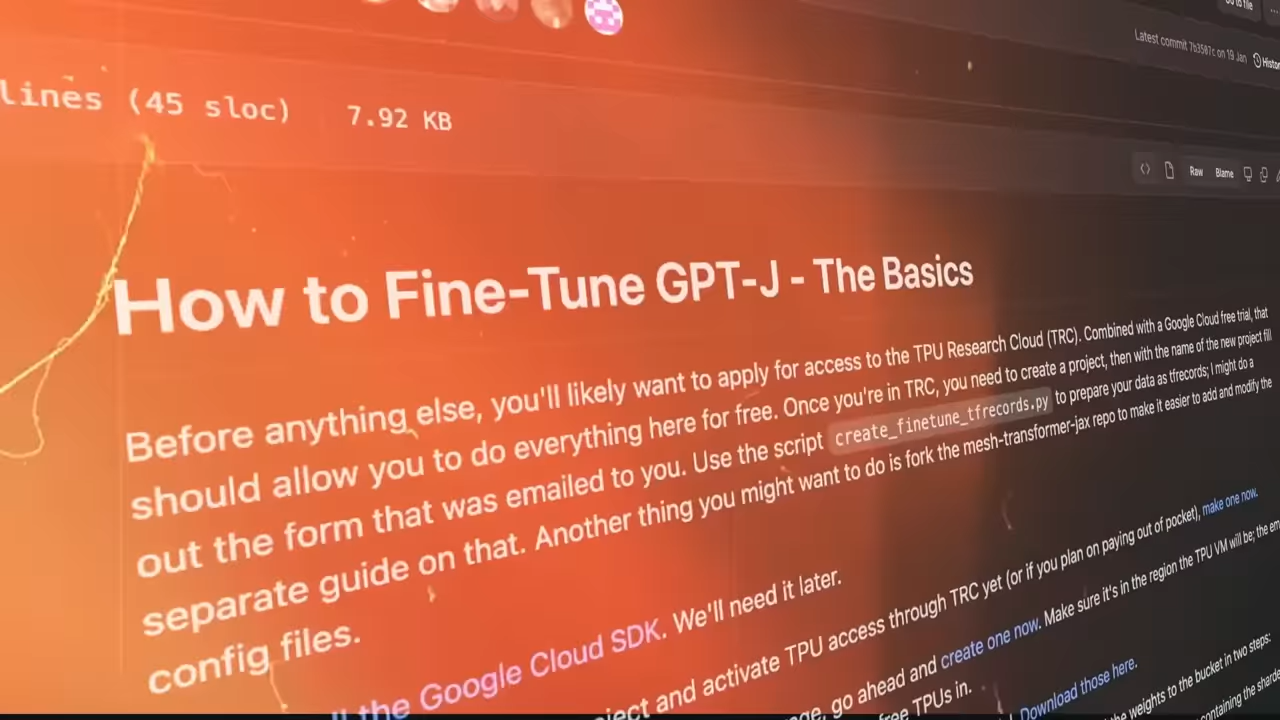 Go to file
Latest commit 7b3587c on 19 Jan
Histor
lines (45 sloc) 7.92 KB
Raw Blame
How to Fine-Tune GPT-J - The Basics
Before anything else, you'll likely want to apply for access to the TPU Research Cloud (TRC). Combined with a Google Cloud free trial, that
should allow you to do everything here for free. Once you're in TRC, you need to create a project, then with the name of the new project fill
out the form that was emailed to you. Use the script create_finetune_tfrecords.py to prepare your data as tfrecords; I might do a
separate guide on that. Another thing you might want to do is fork the mesh-transformer-jax repo to make it easier to add and modify the
config files.
ll the Google Cloud SDK. We'll need it later.
ject and activate TPU access through TRC yet (or if you plan on paying out of pocket), make one now.
age, go ahead and create one now. Make sure it's in the region the TPU VM will be; the em
free TPUs in.
Download those here.
the weights to the bucket in two steps:
containing the sharde